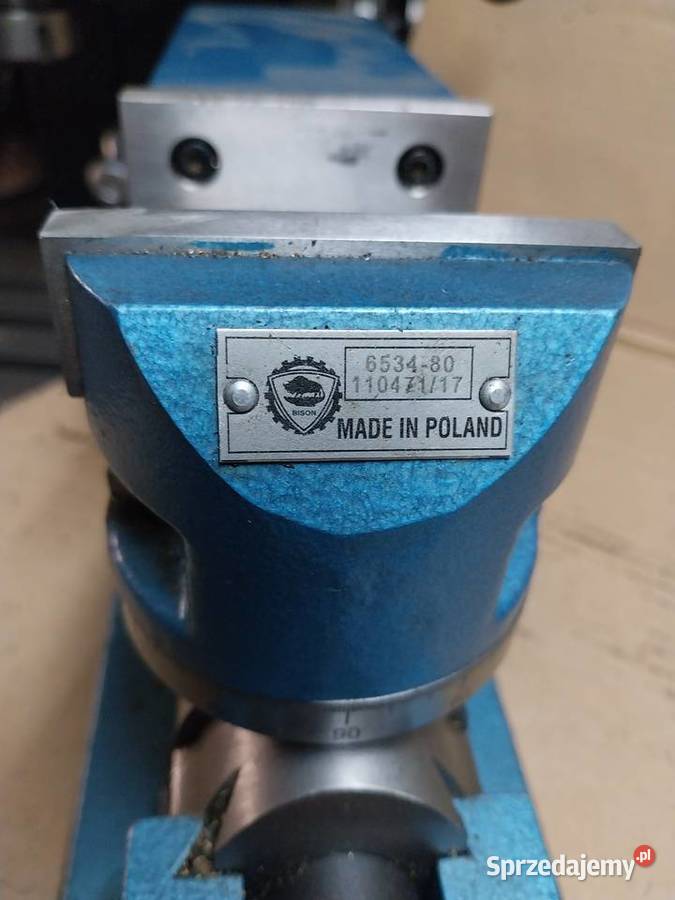 6534-80
110471/17
BISON
MADE IN POLAND
90
Sprzedajemy.pl